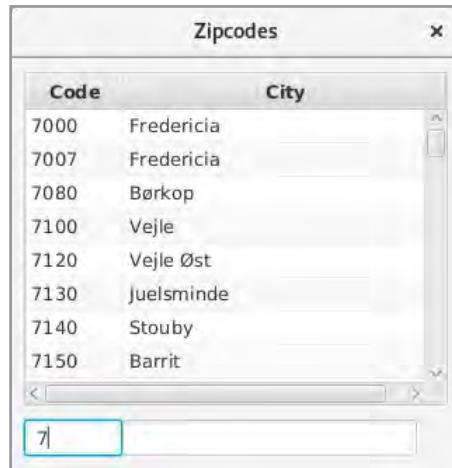 Zipcodes ×
Code City
7000 Fredericia
7007 Fredericia
7080 Børkop
7100 Vejle
7120 Vejle Øst
7130 Juelsminde
7140 Stouby
7150 Barrit
7